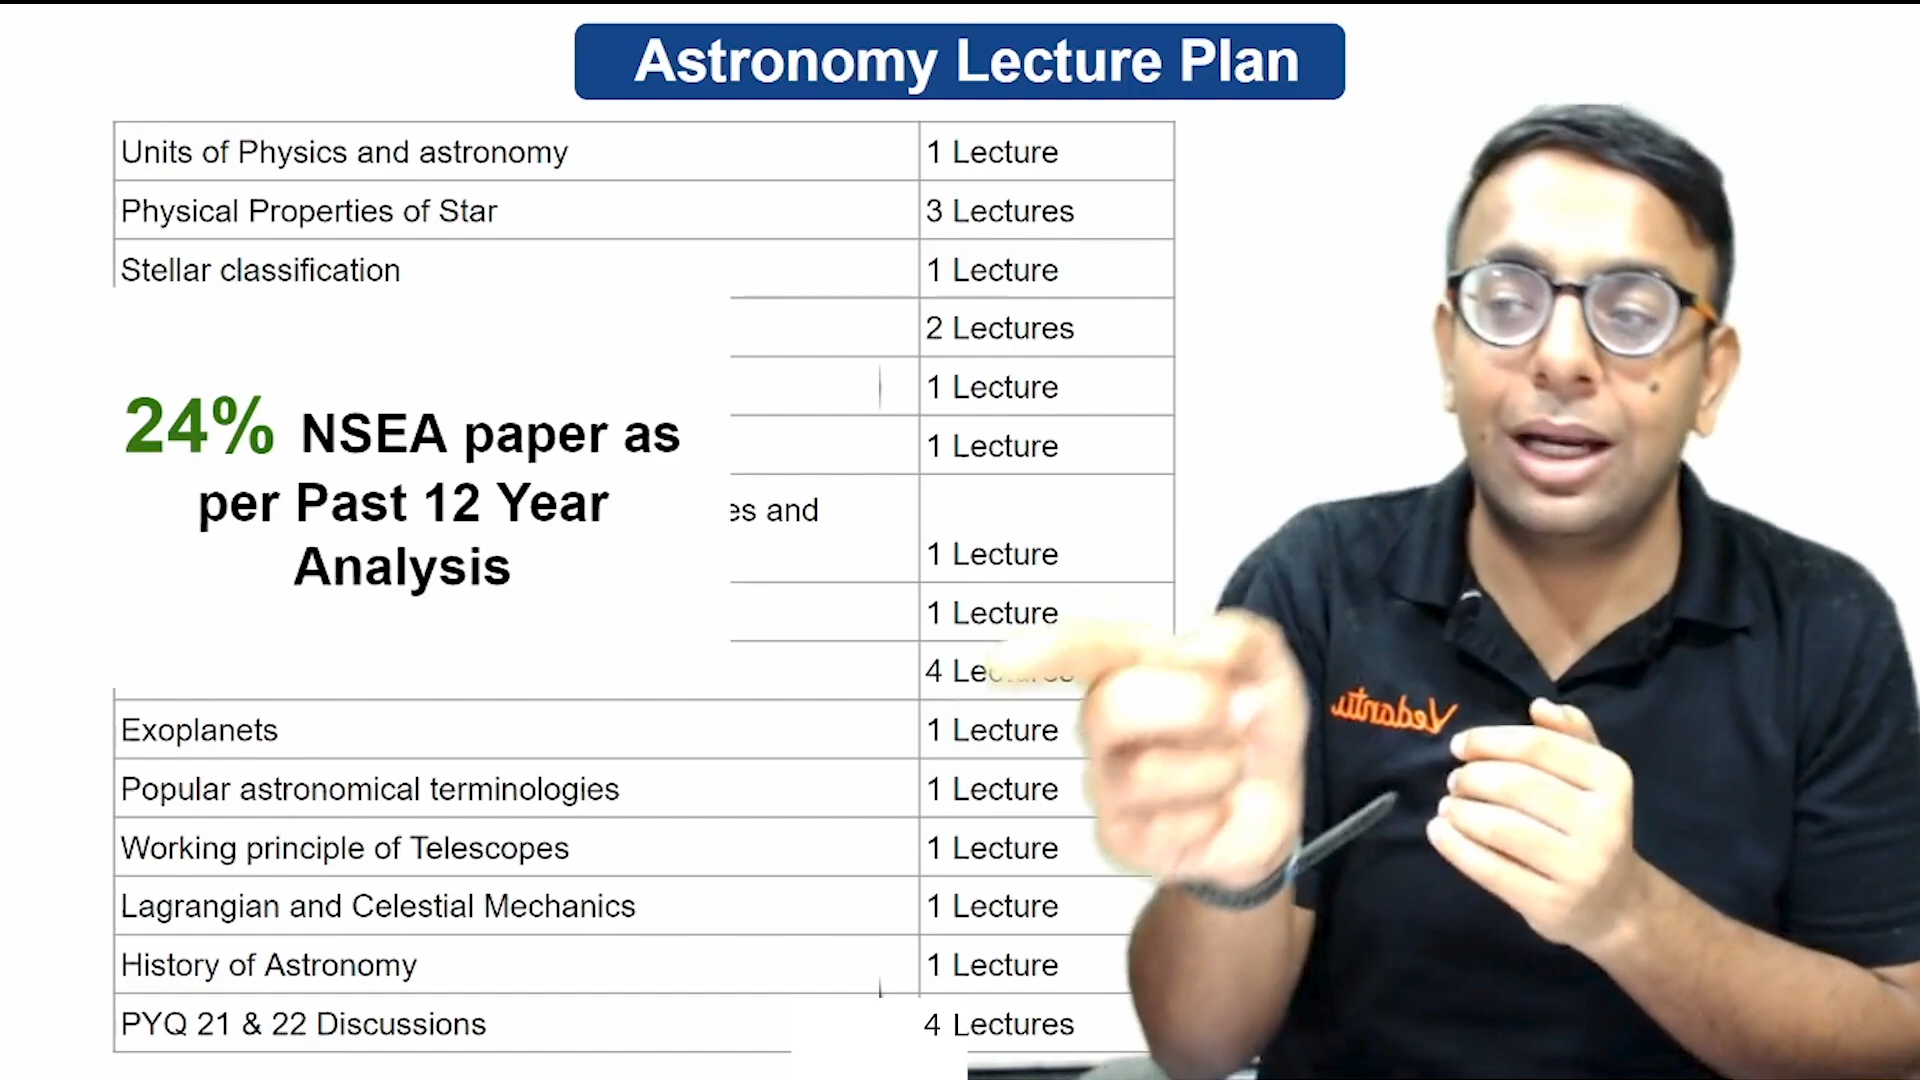 Astronomy Lecture Plan
Units of Physics and astronomy 1 Lecture
Physical Properties of Star 3 Lectures
Stellar classification 1 Lecture
2 Lectures
1 Lecture
1 Lecture
24% NSEA paper as
per Past 12 Year
Analysis
es and
1 Lecture
1 Lecture
4
Exoplanets 1 Lecture
Popular astronomical terminologies 1 Lecture
Working principle of Telescopes 1 Lecture
Lagrangian and Celestial Mechanics 1 Lecture
History of Astronomy 1 Lecture
PYQ 21 & 22 Discussions 4 Lectures
Vedantu